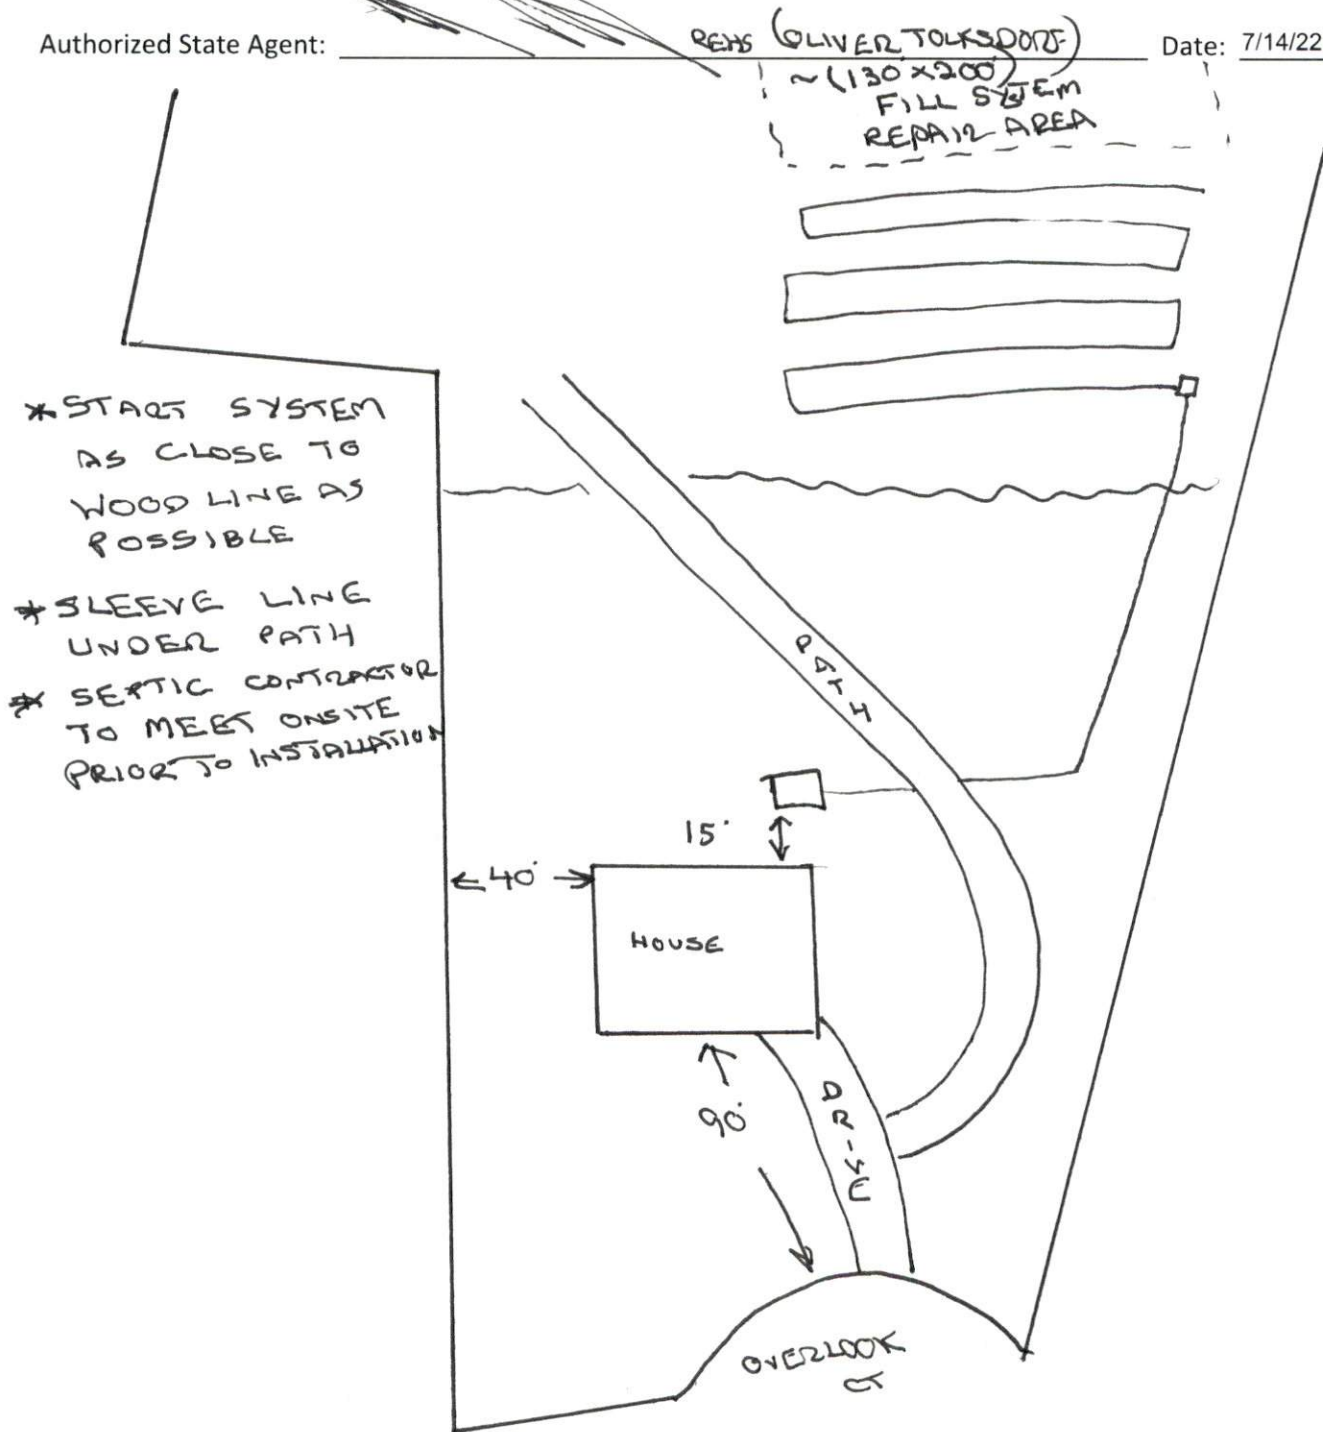 Authorized State Agent: REHS (OLIVER TOLKSDORF) Date: 7/14/22
~(130'x200')
FILL SYSTEM
REPAIR AREA
*START SYSTEM
AS CLOSE TO
WOOD LINE AS
POSSIBLE
*SLEEVE LINE
UNDER PATH
* SEPTIC CONTRACTOR
TO MEET ONSITE
PRIOR TO INSTALLATION
PATH
15'
40'
HOUSE
90'
DRIVE
OVERLOOK
CT